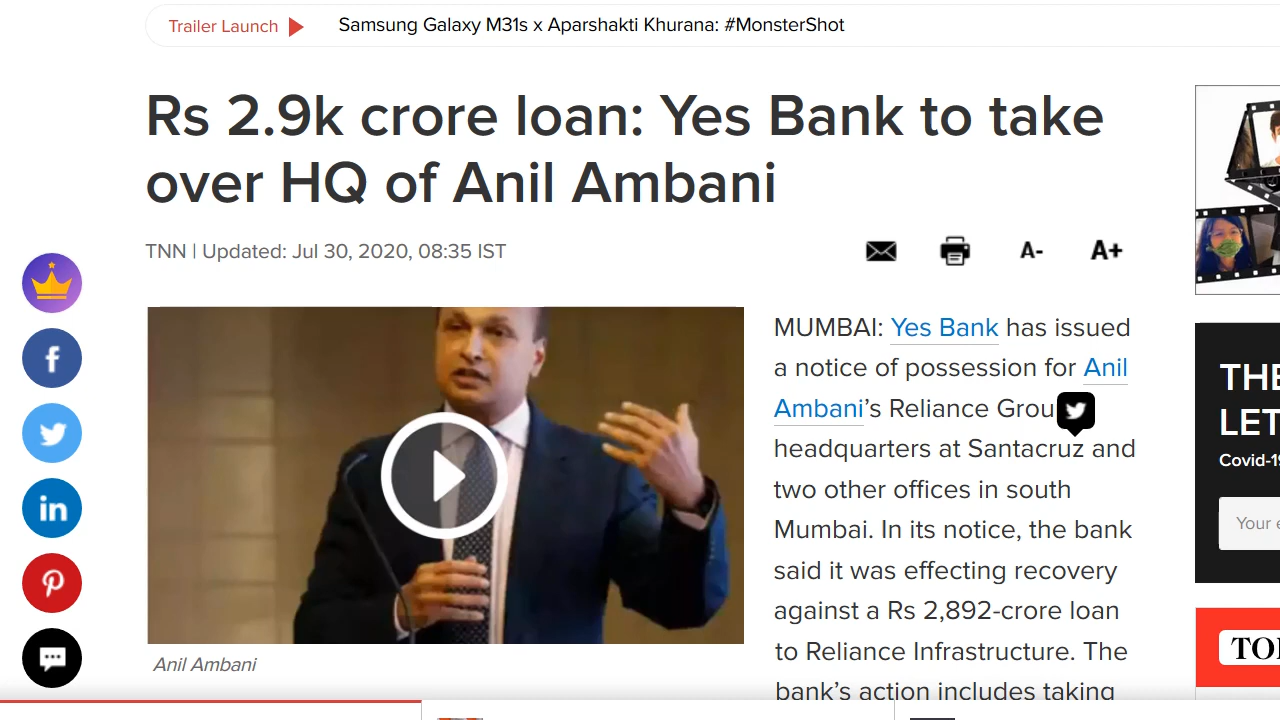 Trailer Launch
Samsung Galaxy M31s x Aparshakti Khurana: #MonsterShot
Rs 2.9k crore loan: Yes Bank to take
over HQ of Anil Ambani
TNN | Updated: Jul 30, 2020, 08:35 IST
A-
A+
MUMBAI: Yes Bank has issued
a notice of possession for Anil
Ambani’s Reliance Grou
headquarters at Santacruz and
two other offices in south
Mumbai. In its notice, the bank
said it was effecting recovery
against a Rs 2,892-crore loan
to Reliance Infrastructure. The
bank’s action includes taking
Anil Ambani
f
in
THE
LET
Covid-19
Your e
TO